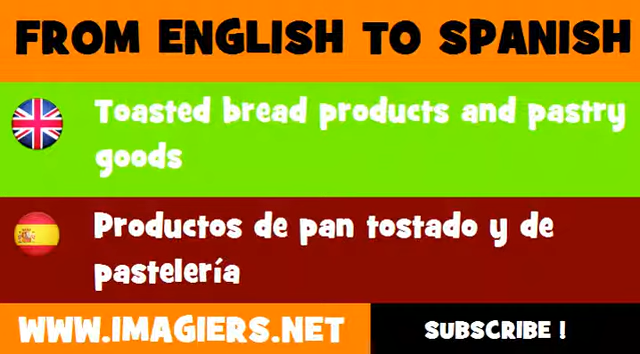 FROM ENGLISH TO SPANISH
Toasted bread products and pastry
goods
Productos de pan tostado y de
pastelería
WWW.IMAGIERS.NET
SUBSCRIBE !